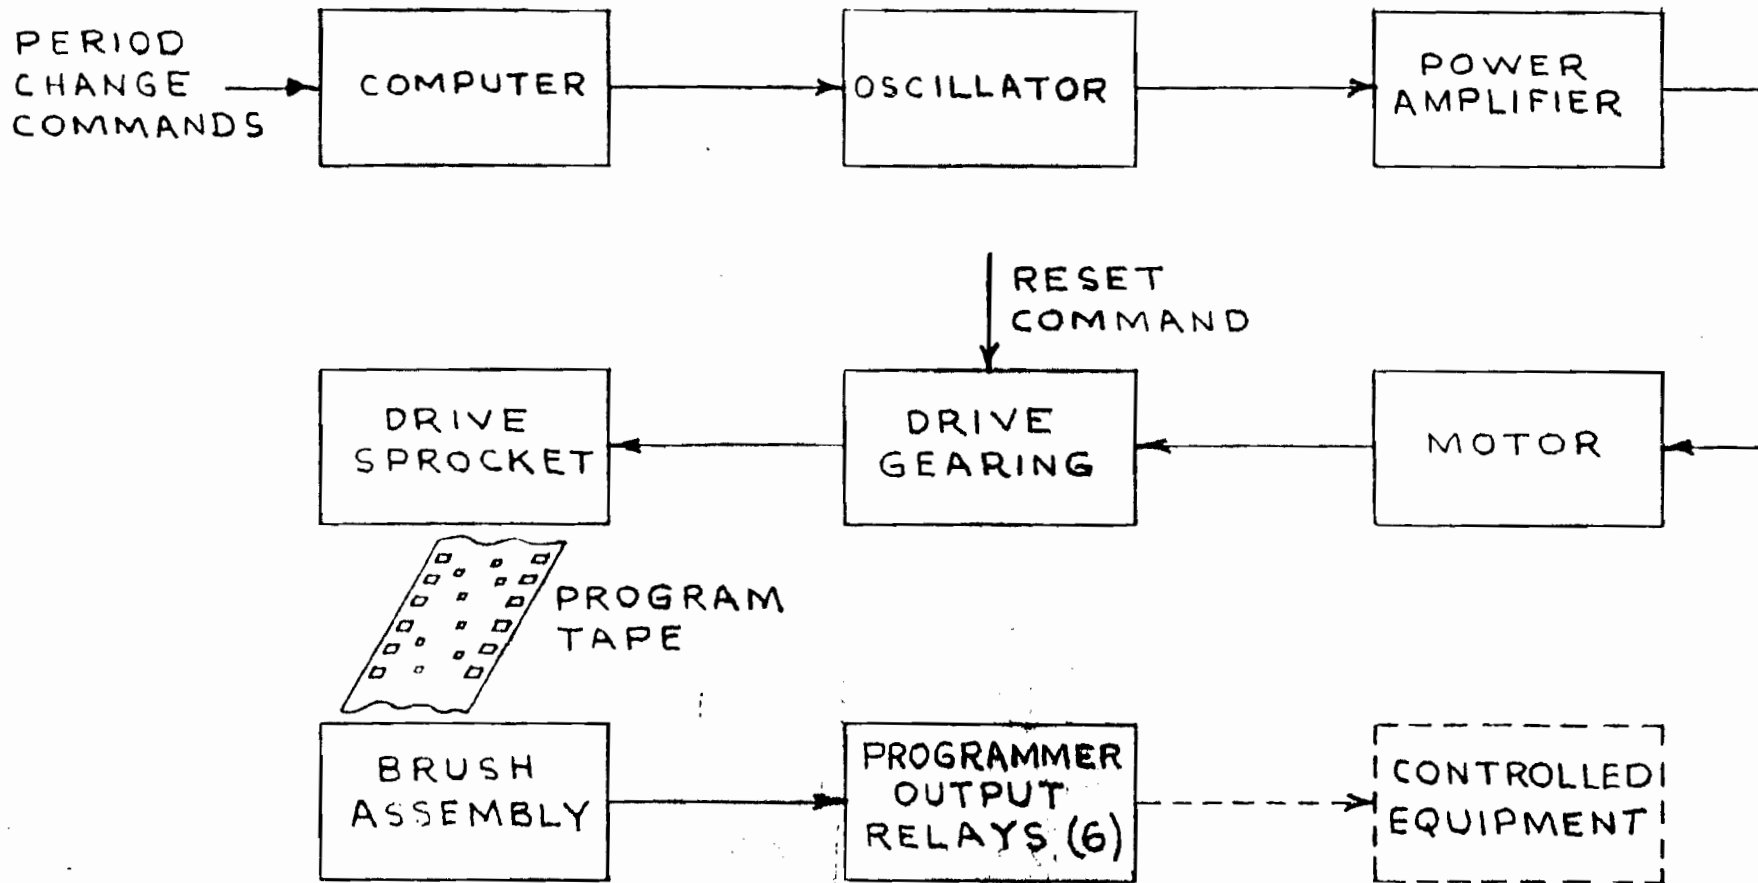 PERIOD
CHANGE
COMMANDS
COMPUTER
OSCILLATOR
POWER
AMPLIFIER
RESET
COMMAND
DRIVE
SPROCKET
DRIVE
GEARING
MOTOR
PROGRAM
TAPE
BRUSH
ASSEMBLY
PROGRAMMER
OUTPUT
RELAYS (6)
CONTROLLED
EQUIPMENT